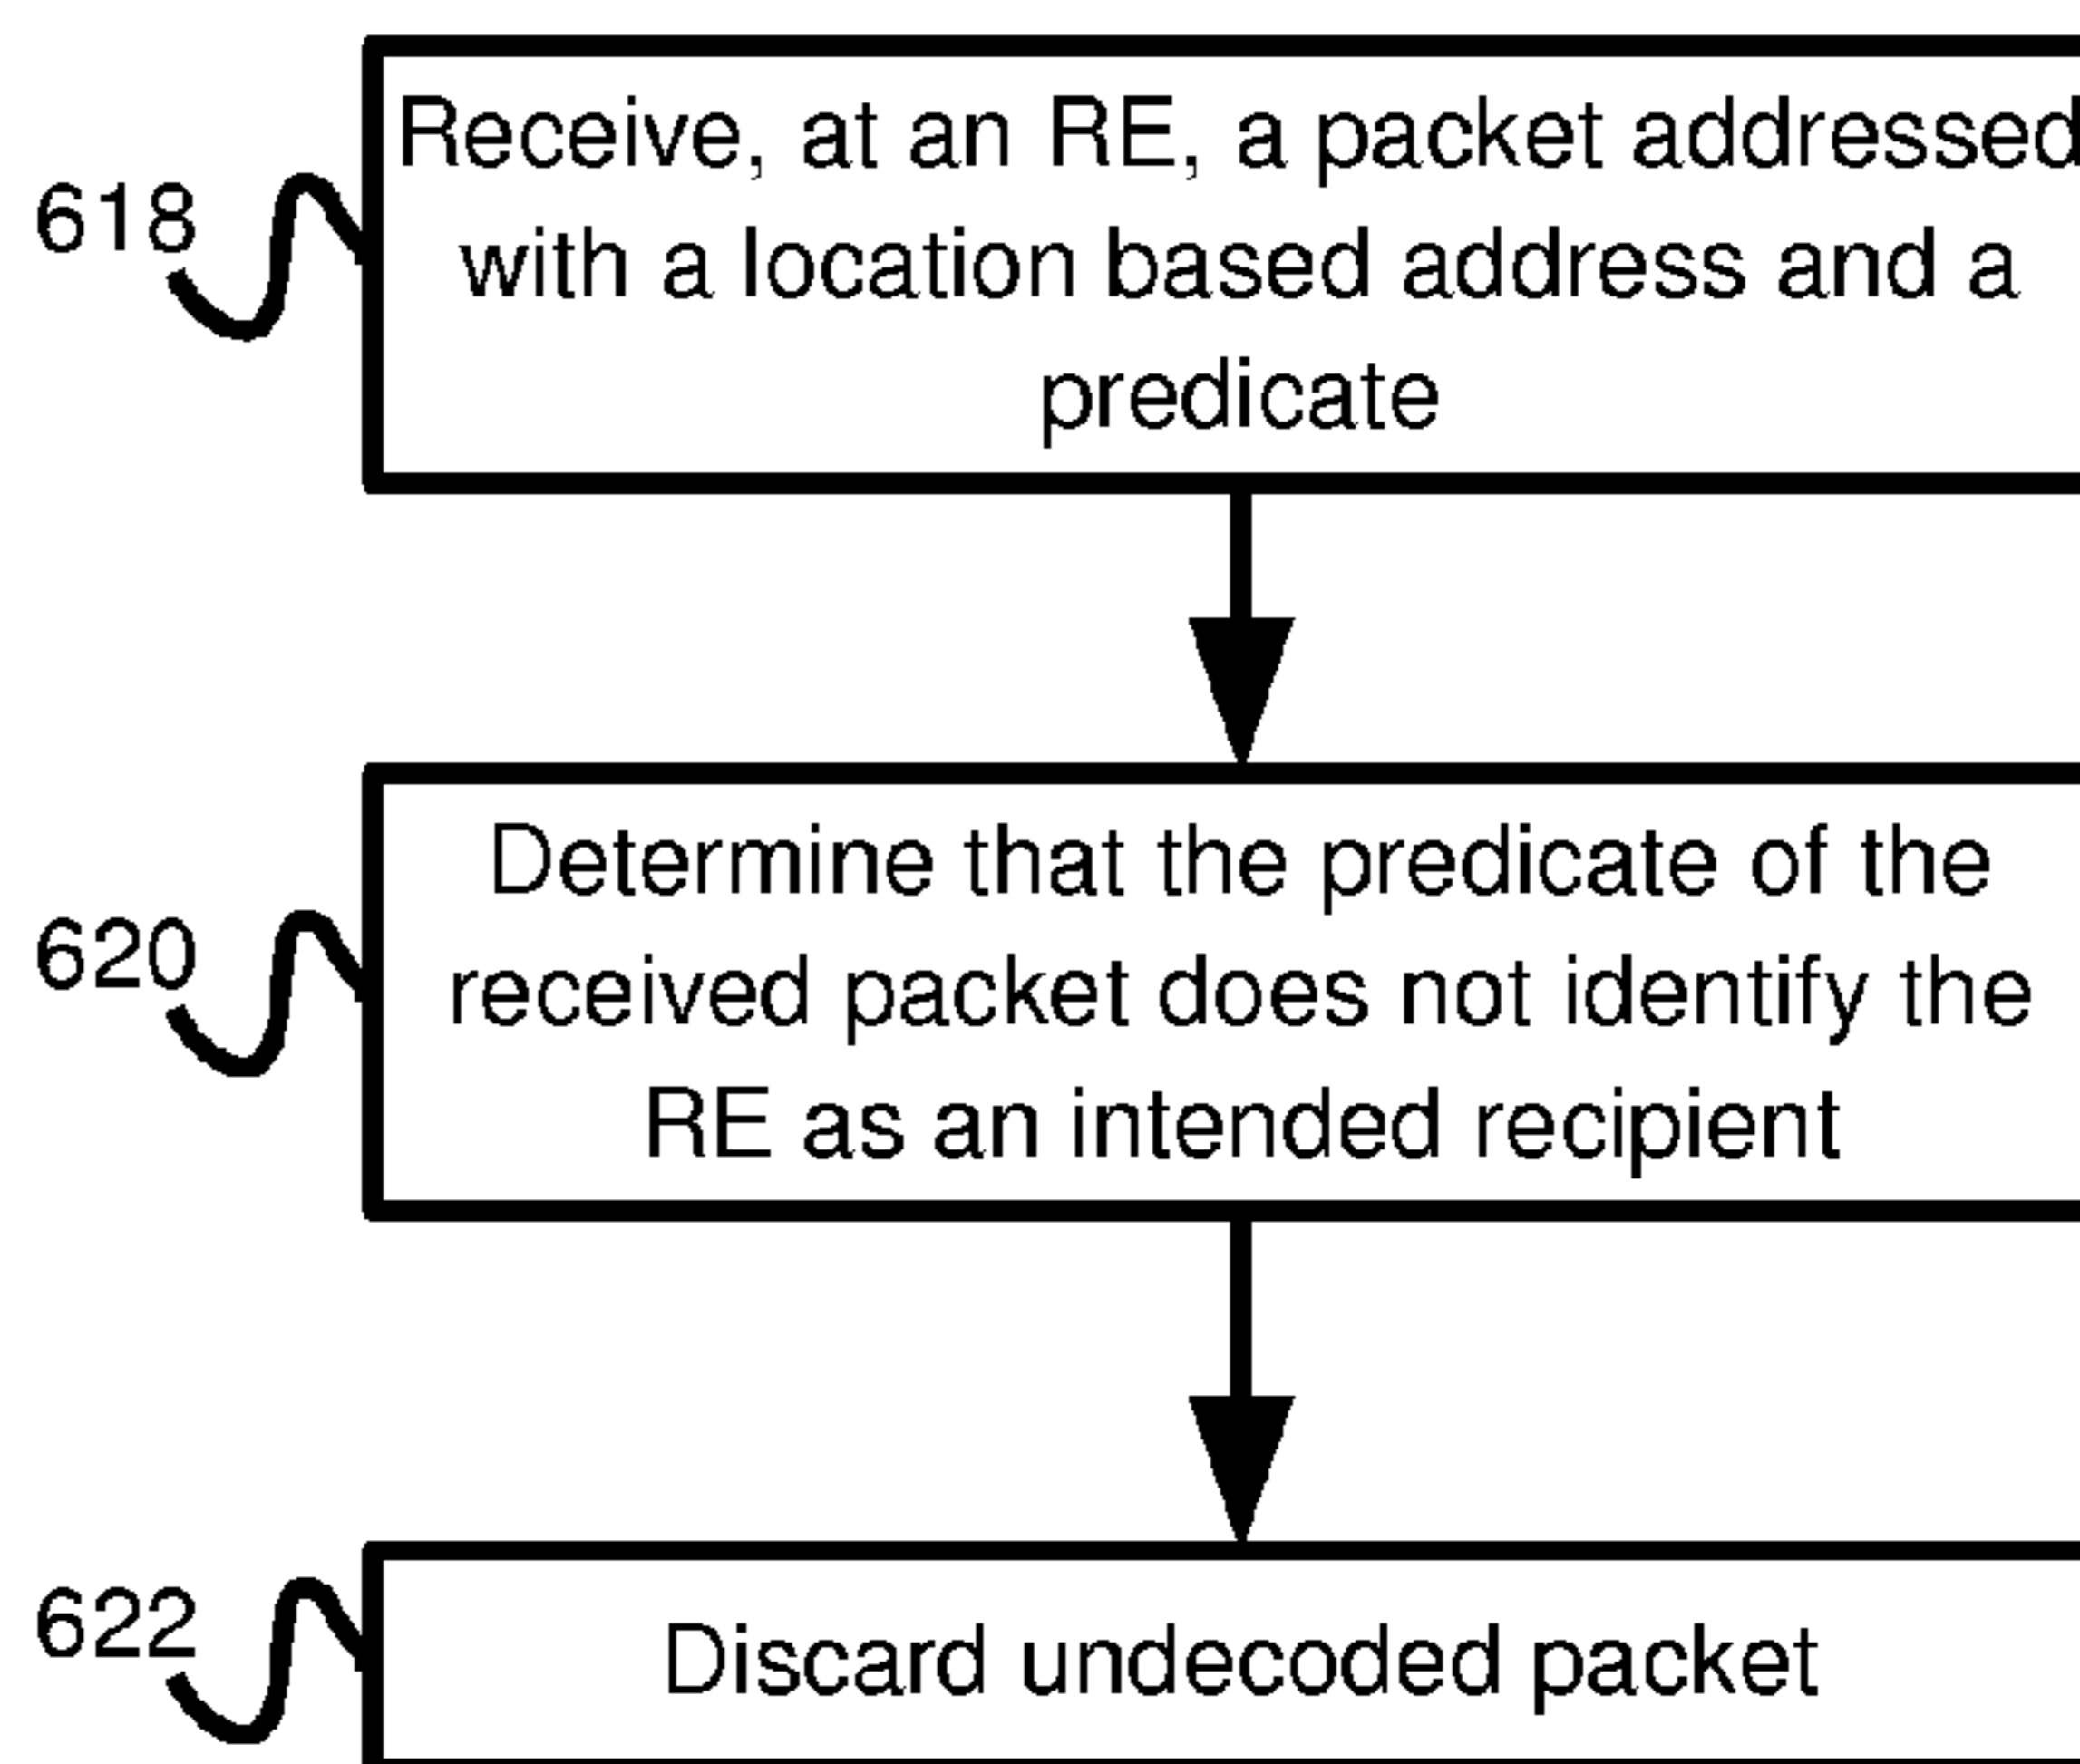 618
Receive, at an RE, a packet addressed
with a location based address and a
predicate
620
Determine that the predicate of the
received packet does not identify the
RE as an intended recipient
622
Discard undecoded packet